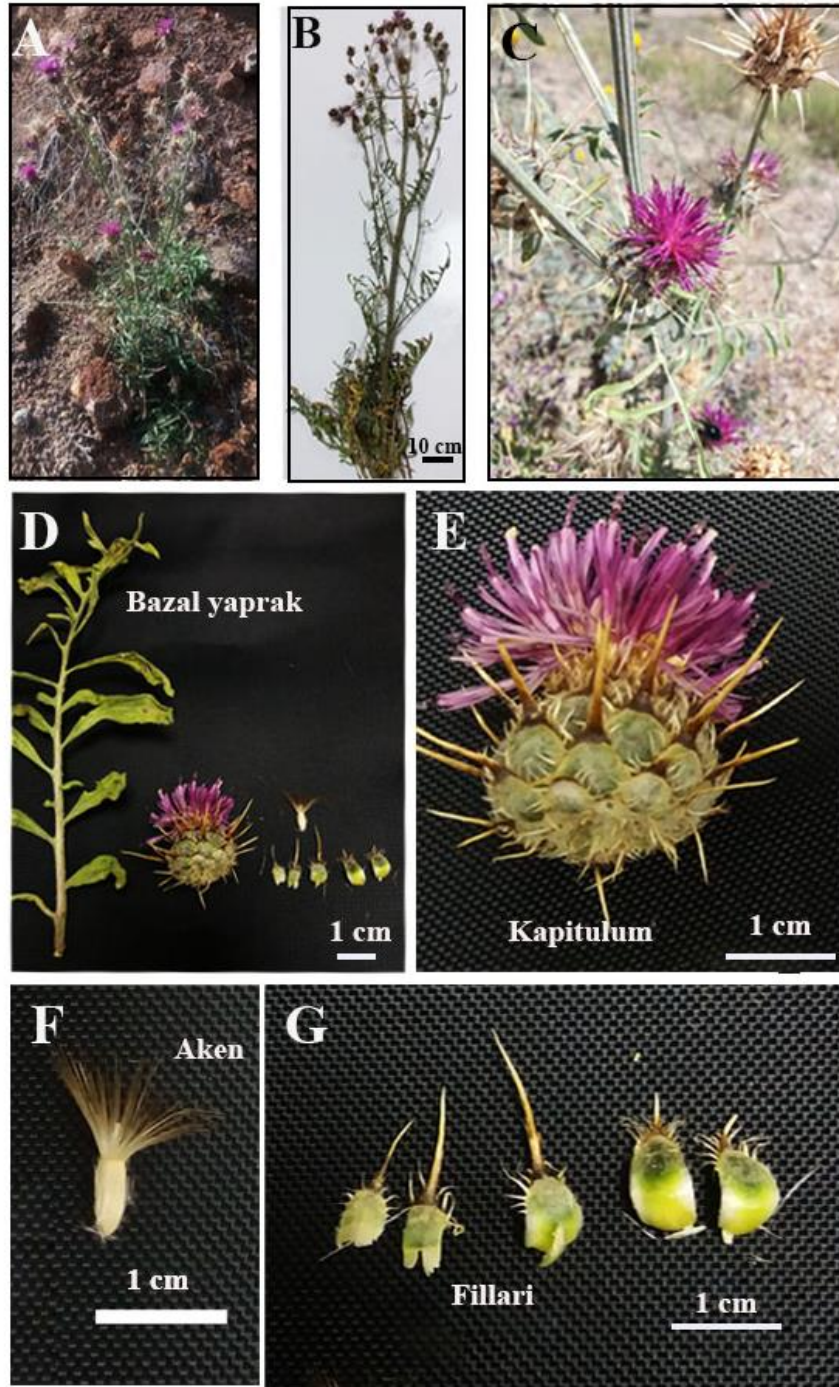 A
B
C
10 cm
D
Bazal yaprak
1 cm
E
Kapitulum
1 cm
F
Aken
1 cm
G
Fillari
1 cm